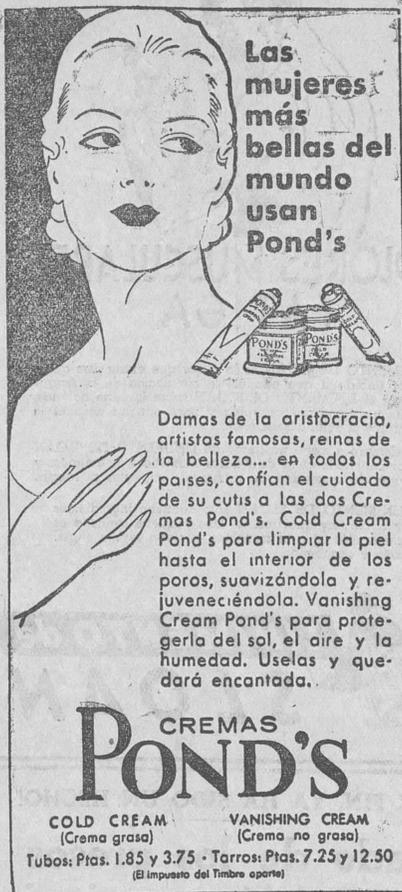 Las
mujeres
más
bellas del
mundo
usan
Pond's
POND'S
POND'S
COLD
CREAM
Damas de la aristocracia,
artistas famosas, reinas de
la belleza... en todos los
países, confían el cuidado
de su cutis a las dos Cre-
mas Pond's. Cold Cream
Pond's para limpiar la piel
hasta el interior de los
poros, suavizándola y re-
juveneciéndola. Vanishing
Cream Pond's para prote-
gerla del sol, el aire y la
humedad. Uselas y que-
dará encantada.
CREMAS
POND'S
COLD CREAM
(Crema grasa)
VANISHING CREAM
(Crema no grasa)
Tubos: Ptas. 1.85 y 3.75 - Tarros: Ptas. 7.25 y 12.50
(El impuesto del Timbre aparte)